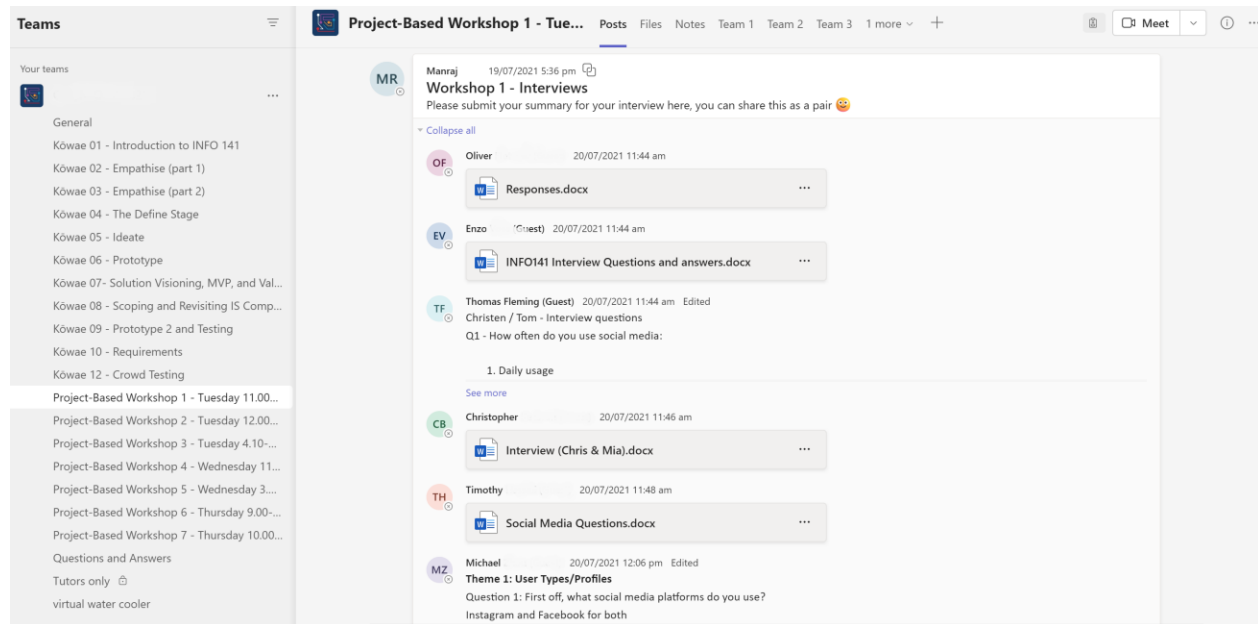 Teams
Your teams
...
General
Kōwae 01 - Introduction to INFO 141
Kōwae 02 - Empathise (part 1)
Kōwae 03 - Empathise (part 2)
Kōwae 04 - The Define Stage
Kōwae 05 - Ideate
Kōwae 06 - Prototype
Kōwae 07- Solution Visioning, MVP, and Val...
Kōwae 08 - Scoping and Revisiting IS Comp...
Kōwae 09 - Prototype 2 and Testing
Kōwae 10 - Requirements
Kōwae 12 - Crowd Testing
Project-Based Workshop 1 - Tuesday 11.00...
Project-Based Workshop 2 - Tuesday 12.00...
Project-Based Workshop 3 - Tuesday 4.10-...
Project-Based Workshop 4 - Wednesday 11...
Project-Based Workshop 5 - Wednesday 3....
Project-Based Workshop 6 - Thursday 9.00-...
Project-Based Workshop 7 - Thursday 10.00...
Questions and Answers
Tutors only
virtual water cooler
Project-Based Workshop 1 - Tue... Posts Files Notes Team 1 Team 2 Team 3 1 more + Meet
MR
Manraj 19/07/2021 5:36 pm
Workshop 1 - Interviews
Please submit your summary for your interview here, you can share this as a pair 😀
Collapse all
OF
Oliver 20/07/2021 11:44 am
Responses.docx ...
EV
Enzo (Guest) 20/07/2021 11:44 am
INFO141 Interview Questions and answers.docx ...
TF
Thomas Fleming (Guest) 20/07/2021 11:44 am Edited
Christen / Tom - Interview questions
Q1 - How often do you use social media:
1. Daily usage
See more
CB
Christopher 20/07/2021 11:46 am
Interview (Chris & Mia).docx ...
TH
Timothy 20/07/2021 11:48 am
Social Media Questions.docx ...
MZ
Michael 20/07/2021 12:06 pm Edited
Theme 1: User Types/Profiles
Question 1: First off, what social media platforms do you use?
Instagram and Facebook for both